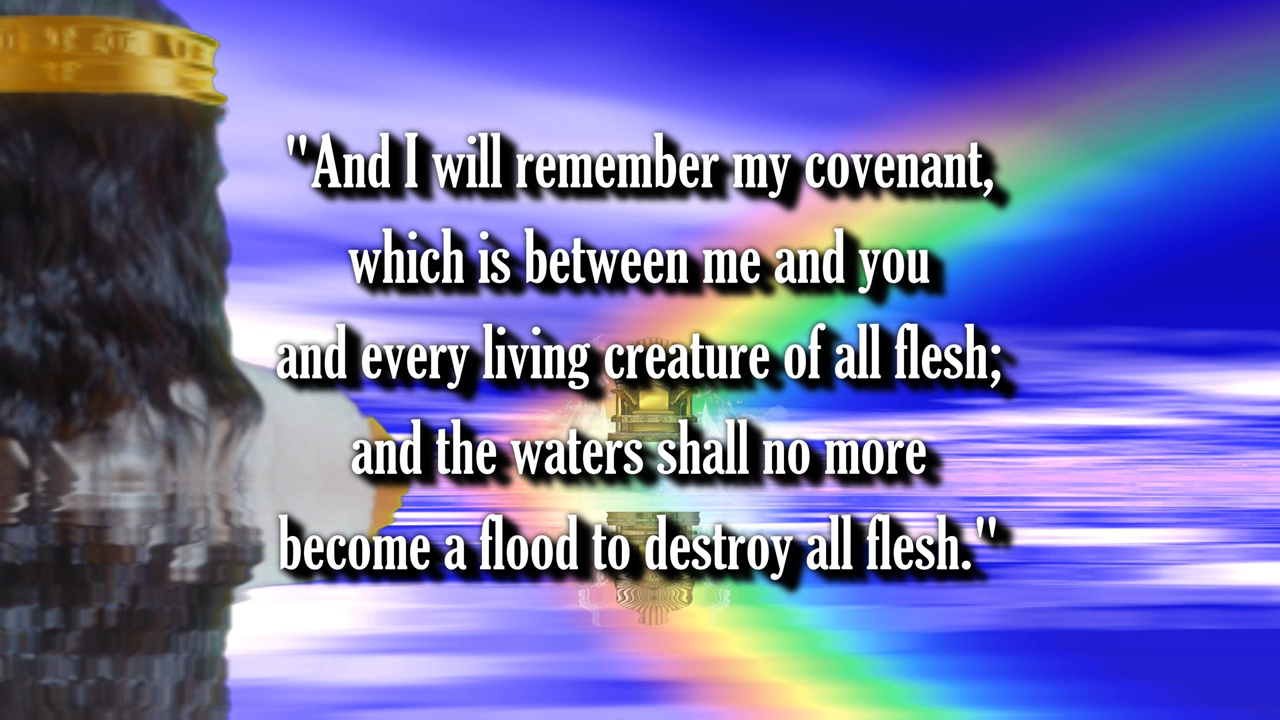 "And I will remember my covenant,
which is between me and you
and every living creature of all flesh;
and the waters shall no more
become a flood to destroy all flesh."